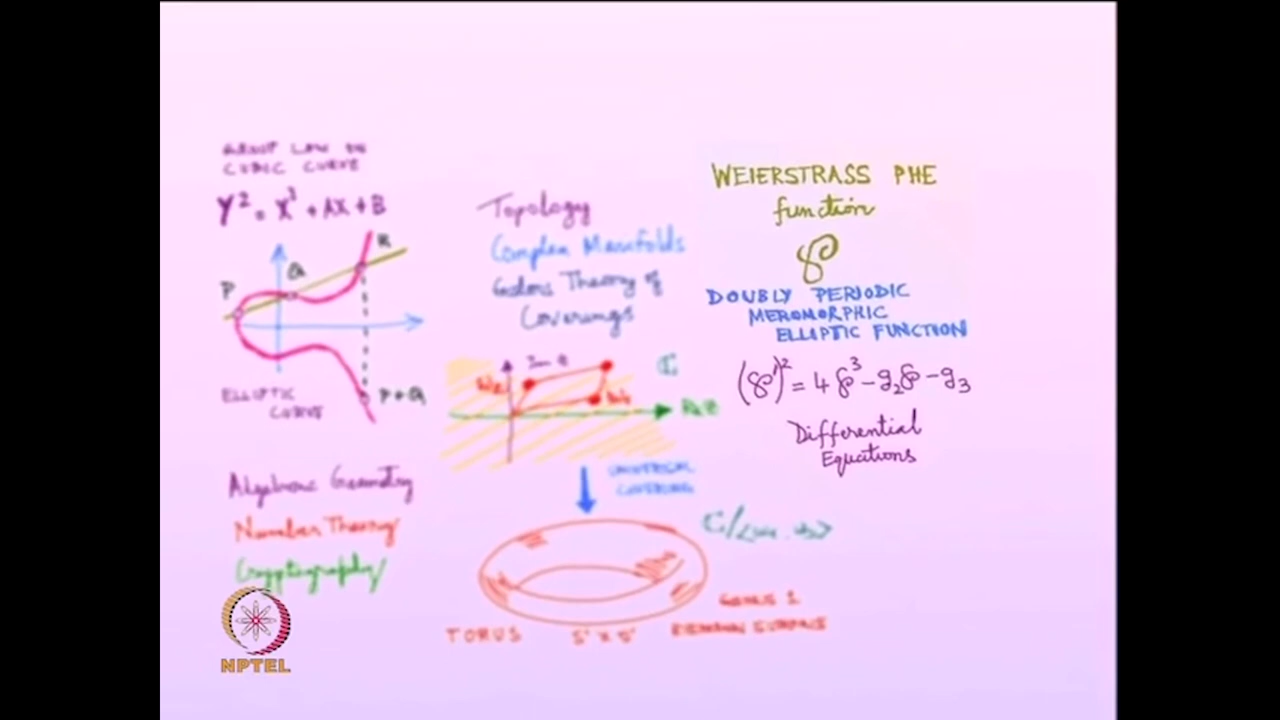 GROUP LAW ON
CUBIC CURVE
Y² = X³ + AX + B
R
Q
P
P+Q
ELLIPTIC
CURVE
Algebraic Geometry
Number Theory
Cryptography
NPTEL
Topology
Complex Manifolds
Galois Theory of
Coverings
C
Re z
UNIVERSAL
COVERING
TORUS S¹ X S¹
GENUS 1
RIEMANN SURFACE
WEIERSTRASS PHE
function
℘
DOUBLY PERIODIC
MEROMORPHIC
ELLIPTIC FUNCTION
(℘')² = 4℘³ - g₂℘ - g₃
Differential
Equations